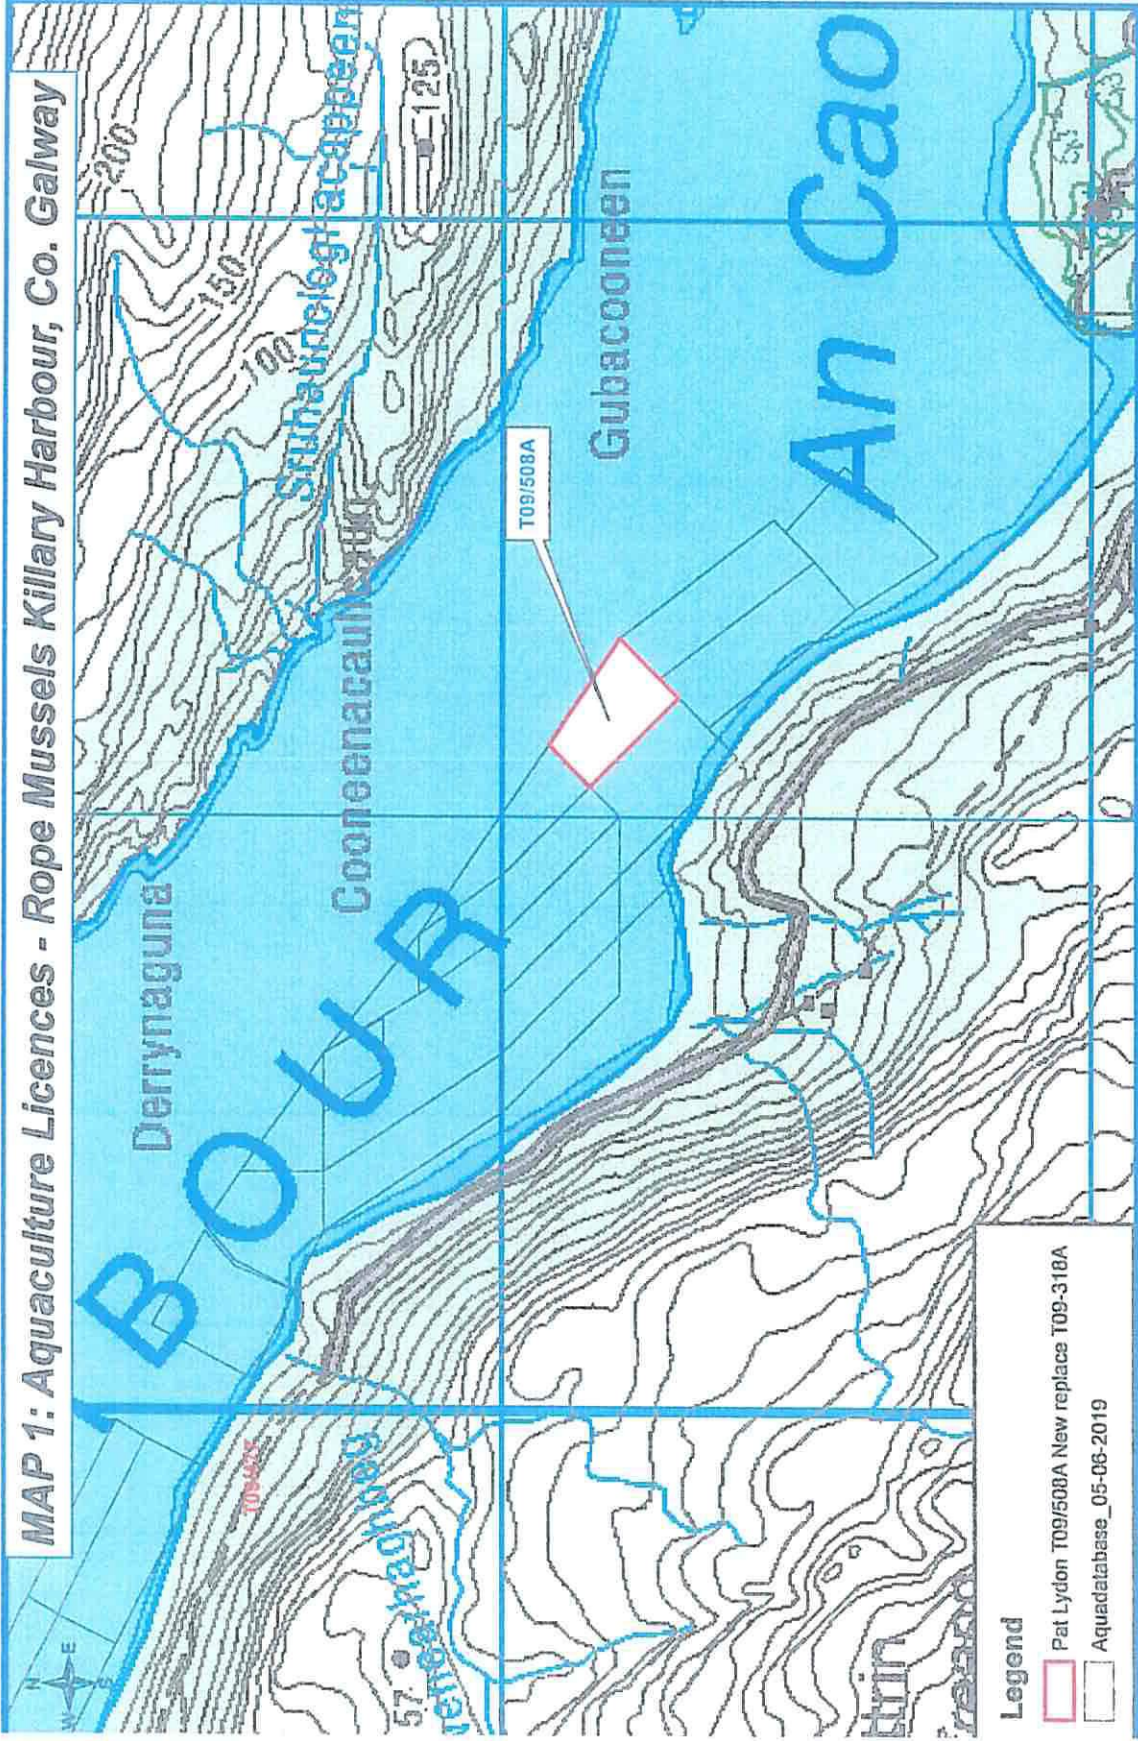 MAP 1: Aquaculture Licences - Rope Mussels Killary Harbour, Co. Galway
N
W
E
S
200
150
100
125
Derrynaguna
Gubacooneen
BOUR
An Cao
T09/508A
57
Legend
Pat Lydon T09/508A New replace T09-318A
Aquadatabase_05-06-2019